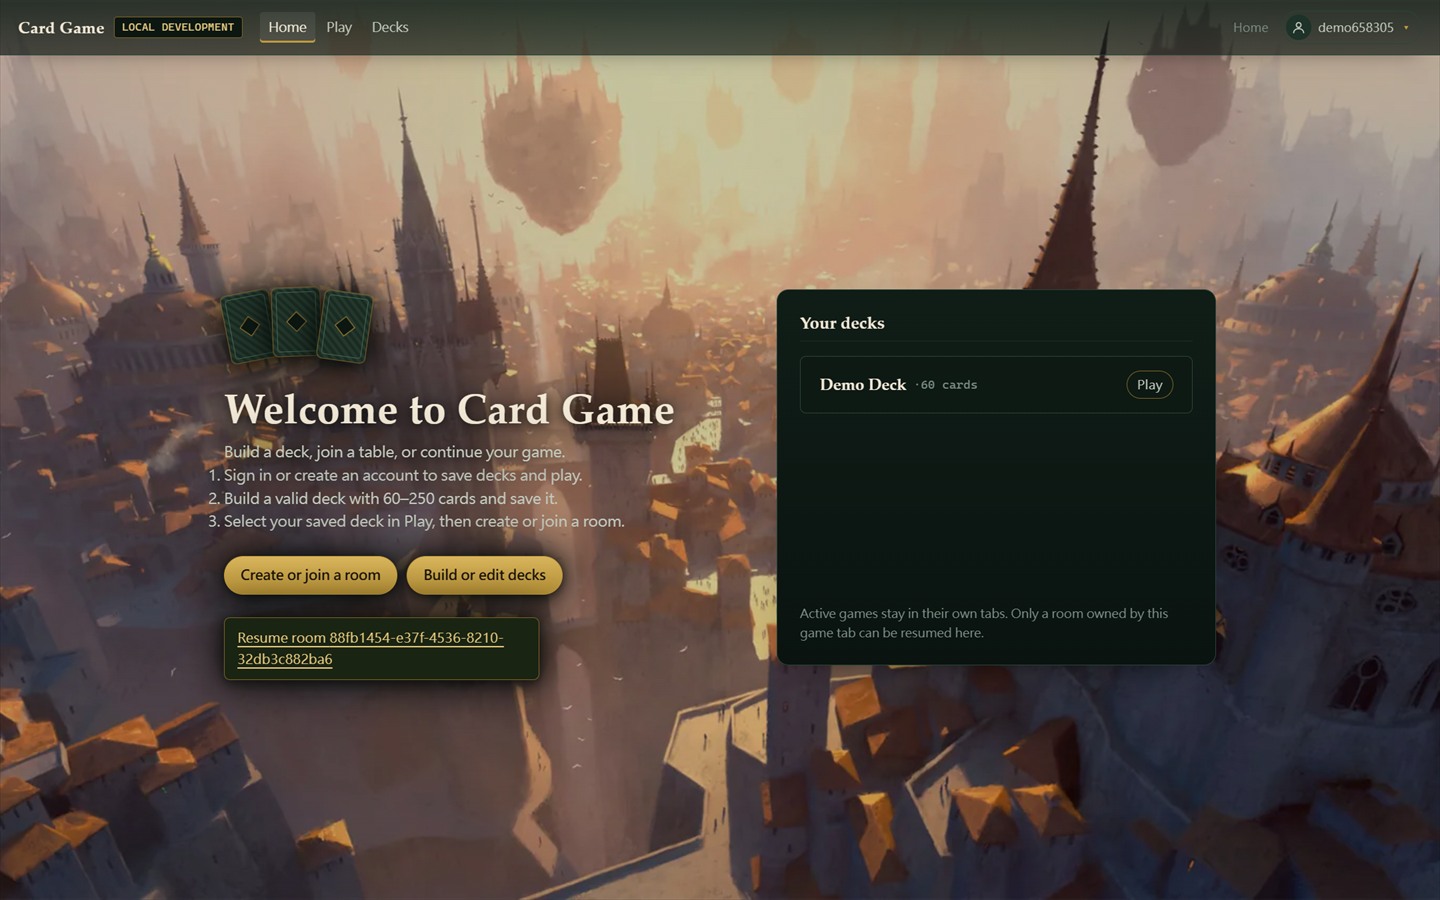 Card Game
LOCAL DEVELOPMENT
Home
Play
Decks
Home
demo658305
Welcome to Card Game
Build a deck, join a table, or continue your game.
1. Sign in or create an account to save decks and play.
2. Build a valid deck with 60–250 cards and save it.
3. Select your saved deck in Play, then create or join a room.
Create or join a room
Build or edit decks
Resume room 88fb1454-e37f-4536-8210-
32db3c882ba6
Your decks
Demo Deck · 60 cards
Play
Active games stay in their own tabs. Only a room owned by this
game tab can be resumed here.